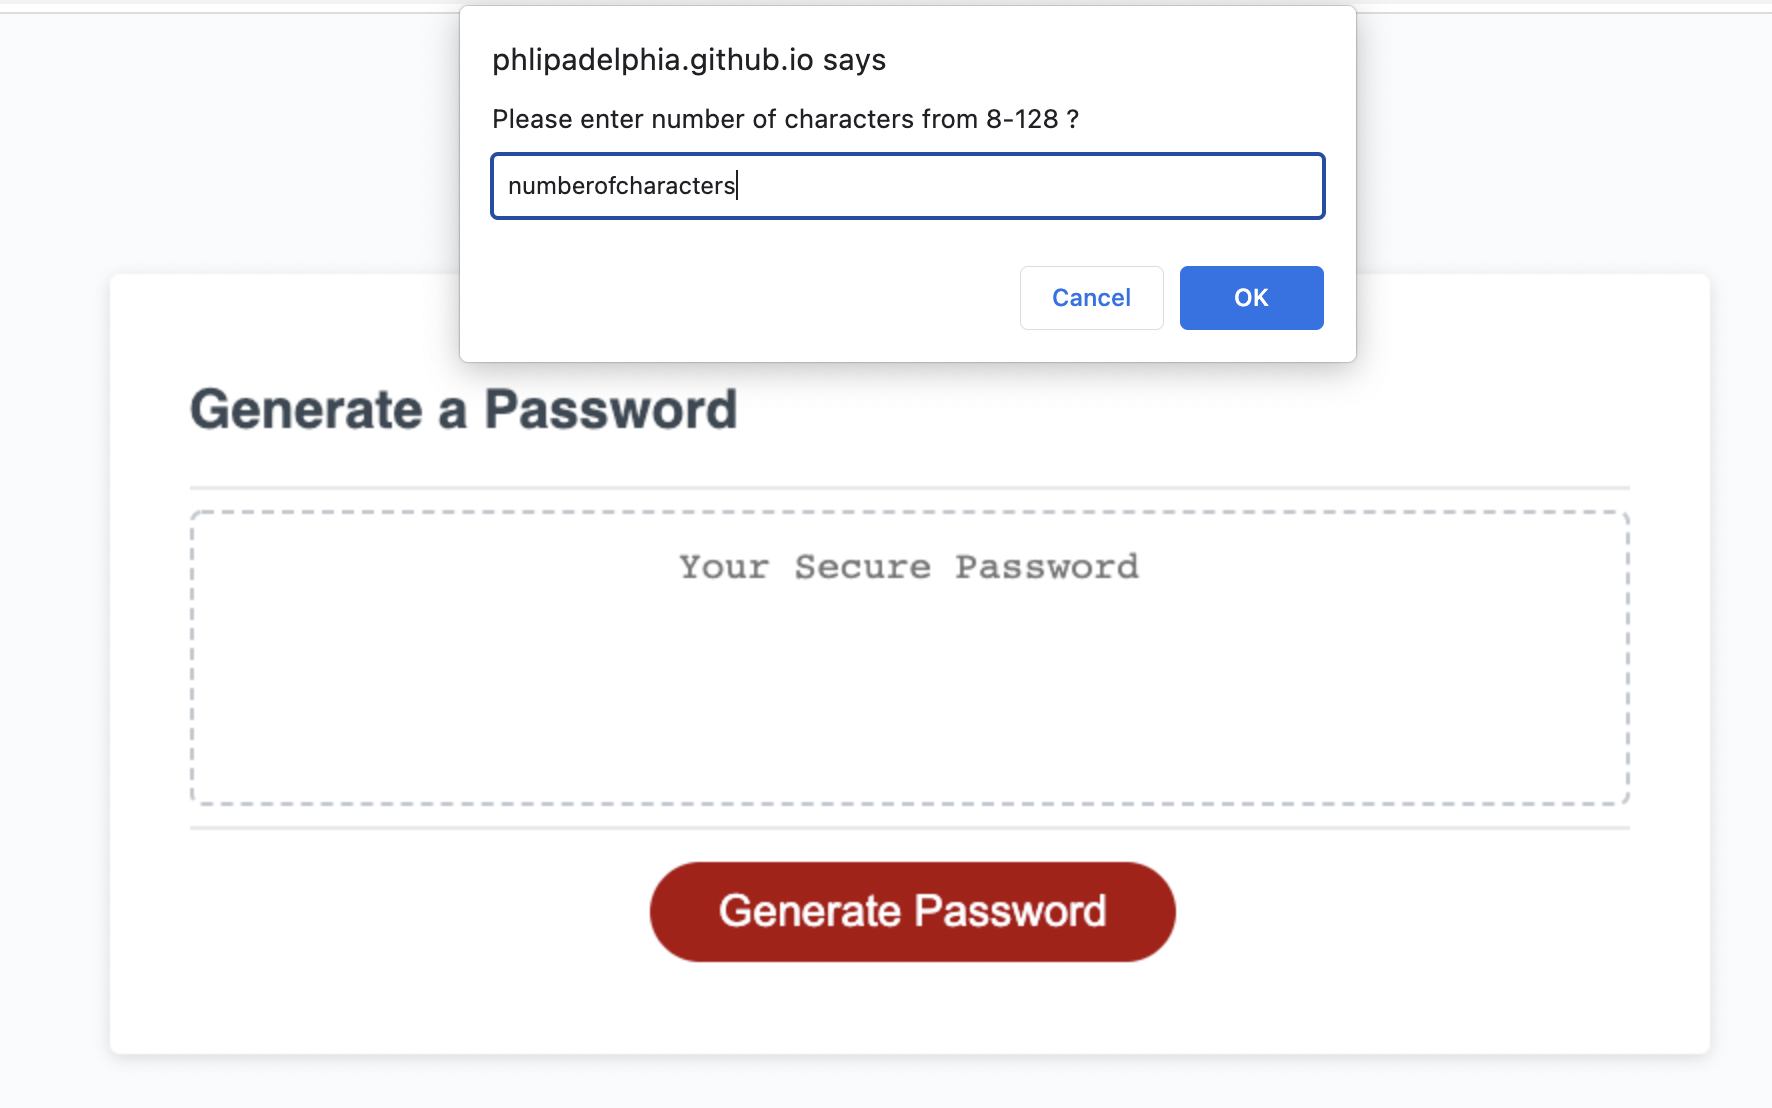 phlipadelphia.github.io says
Please enter number of characters from 8-128 ?
numberofcharacters
Cancel
OK
Generate a Password
Your Secure Password
Generate Password